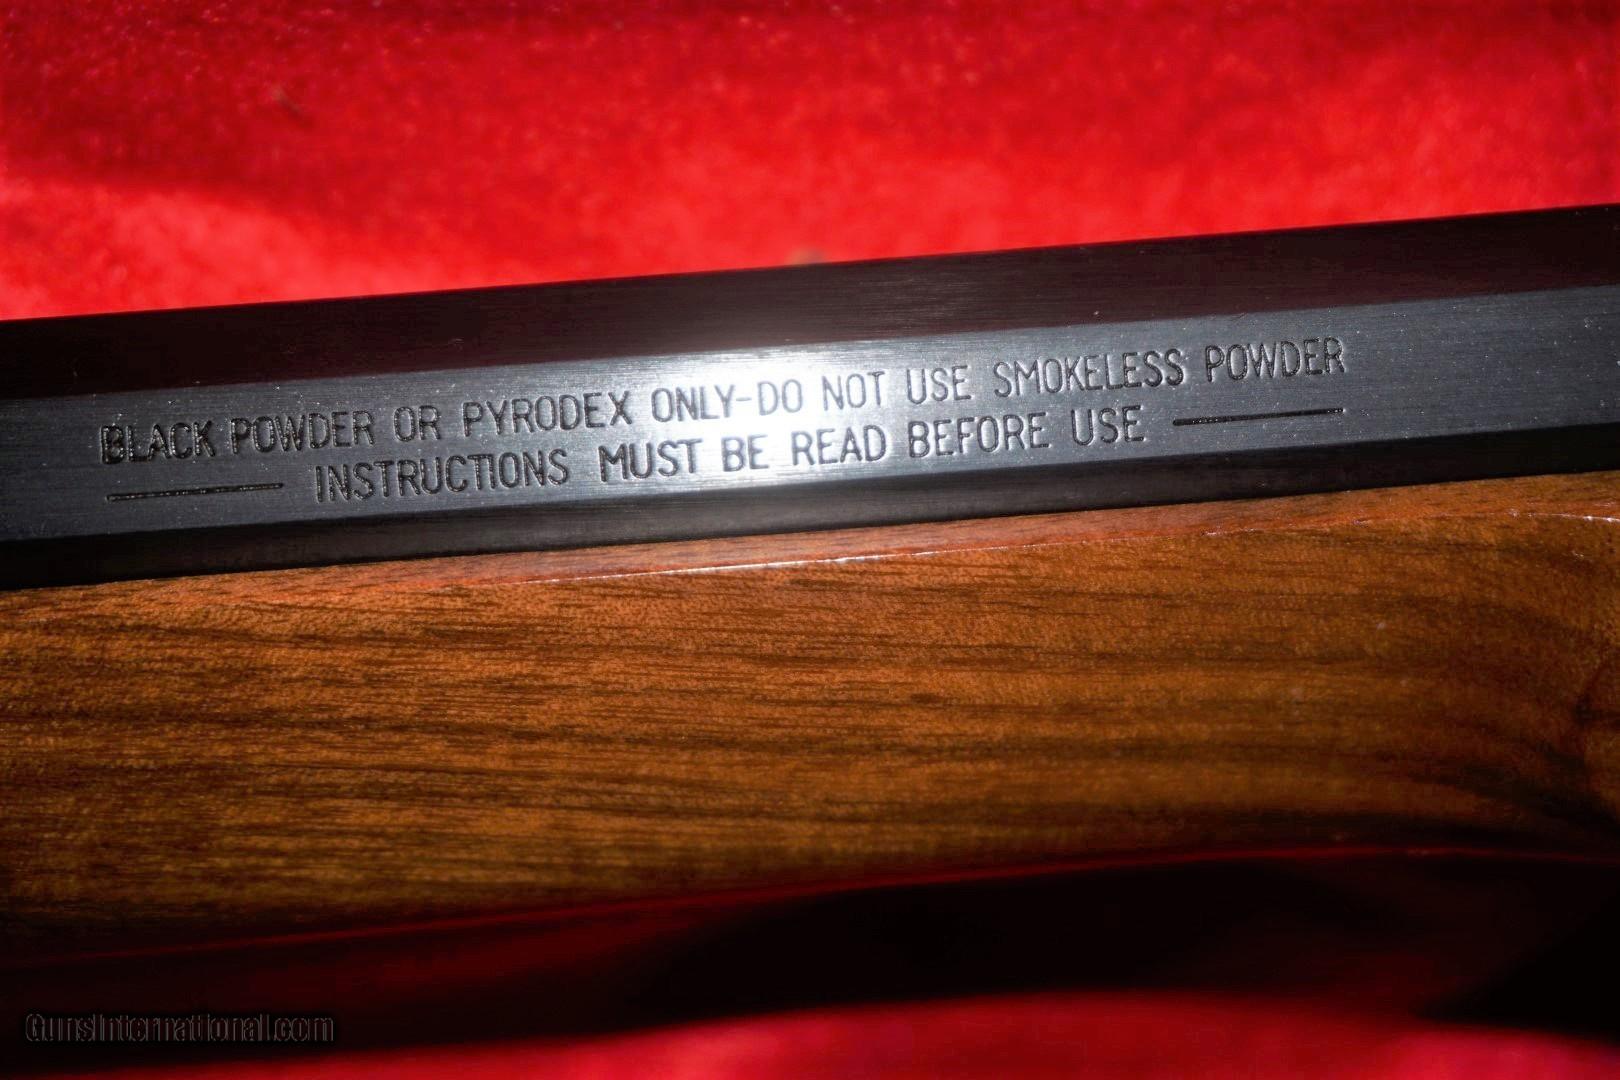 BLACK POWDER OR PYRODEX ONLY-DO NOT USE SMOKELESS POWDER
INSTRUCTIONS MUST BE READ BEFORE USE
GunsInternational.com